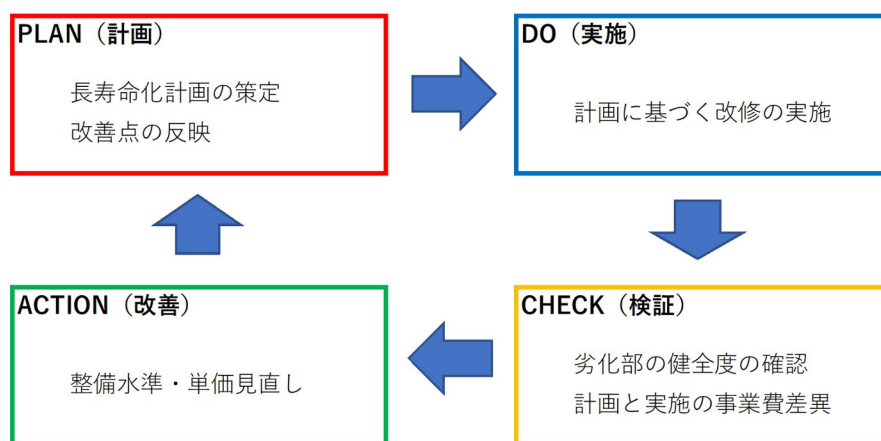 PLAN（計画）
長寿命化計画の策定
改善点の反映
DO（実施）
計画に基づく改修の実施
ACTION（改善）
整備水準・単価見直し
CHECK（検証）
劣化部の健全度の確認
計画と実施の事業費差異